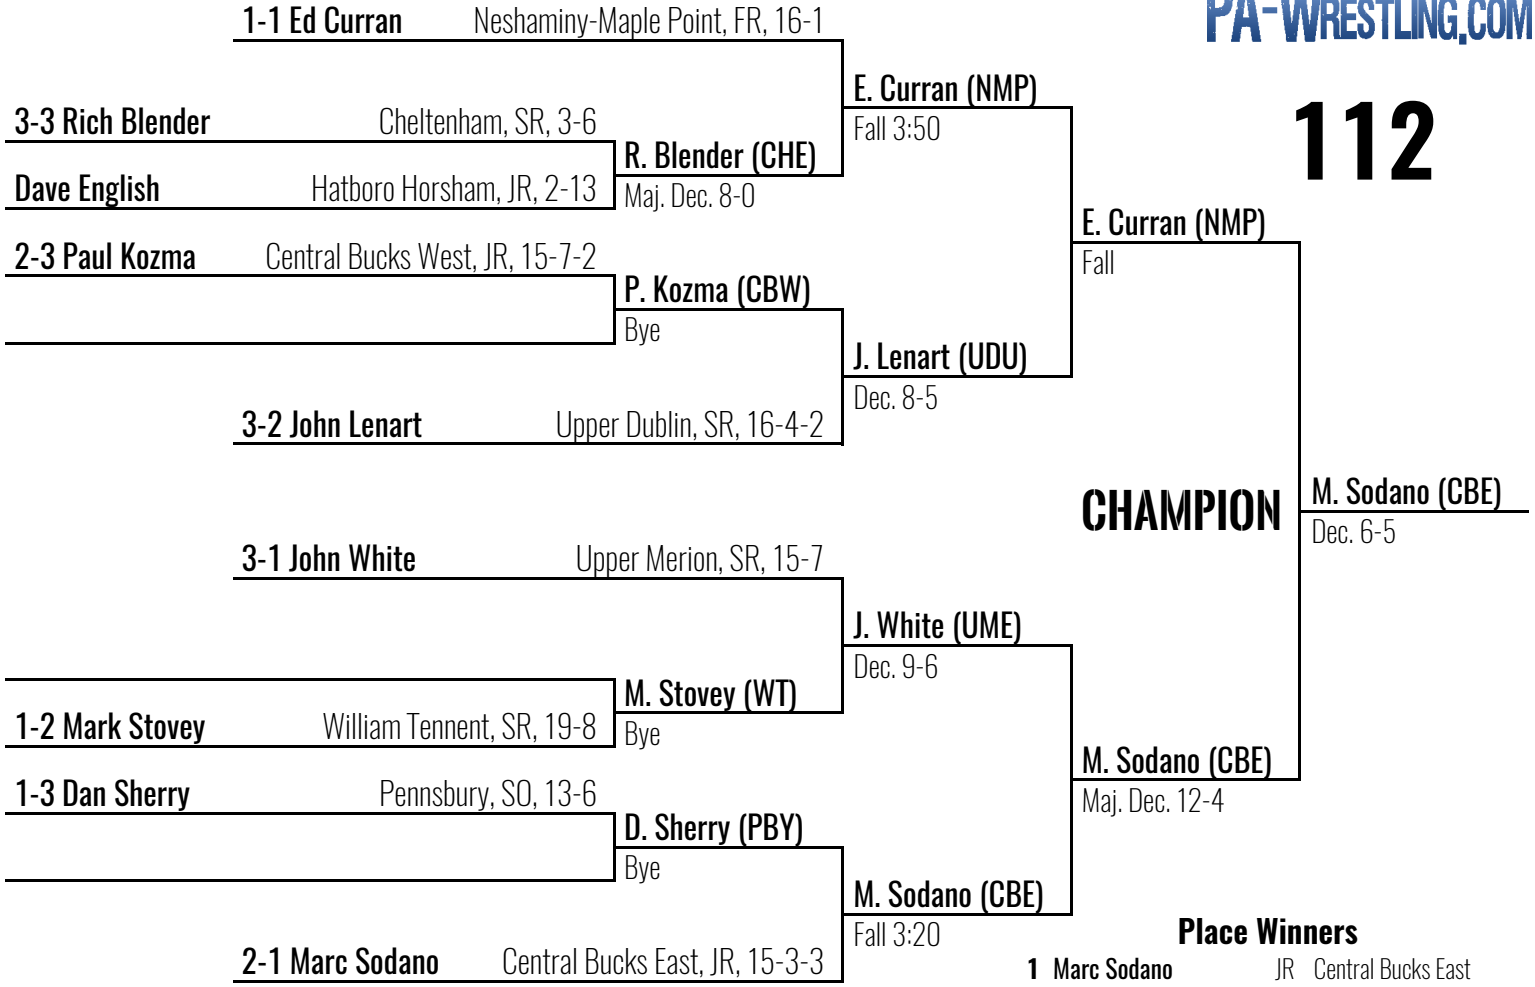 PA-WRESTLING.COM
112
1-1 Ed Curran Neshaminy-Maple Point, FR, 16-1
E. Curran (NMP)
Fall 3:50
3-3 Rich Blender Cheltenham, SR, 3-6
R. Blender (CHE)
Maj. Dec. 8-0
Dave English Hatboro Horsham, JR, 2-13
E. Curran (NMP)
Fall
2-3 Paul Kozma Central Bucks West, JR, 15-7-2
P. Kozma (CBW)
Bye
J. Lenart (UDU)
Dec. 8-5
3-2 John Lenart Upper Dublin, SR, 16-4-2
CHAMPION
M. Sodano (CBE)
Dec. 6-5
3-1 John White Upper Merion, SR, 15-7
J. White (UME)
Dec. 9-6
M. Stovey (WT)
Bye
1-2 Mark Stovey William Tennent, SR, 19-8
M. Sodano (CBE)
Maj. Dec. 12-4
1-3 Dan Sherry Pennsbury, SO, 13-6
D. Sherry (PBY)
Bye
M. Sodano (CBE)
Fall 3:20
2-1 Marc Sodano Central Bucks East, JR, 15-3-3
Place Winners
1 Marc Sodano JR Central Bucks East